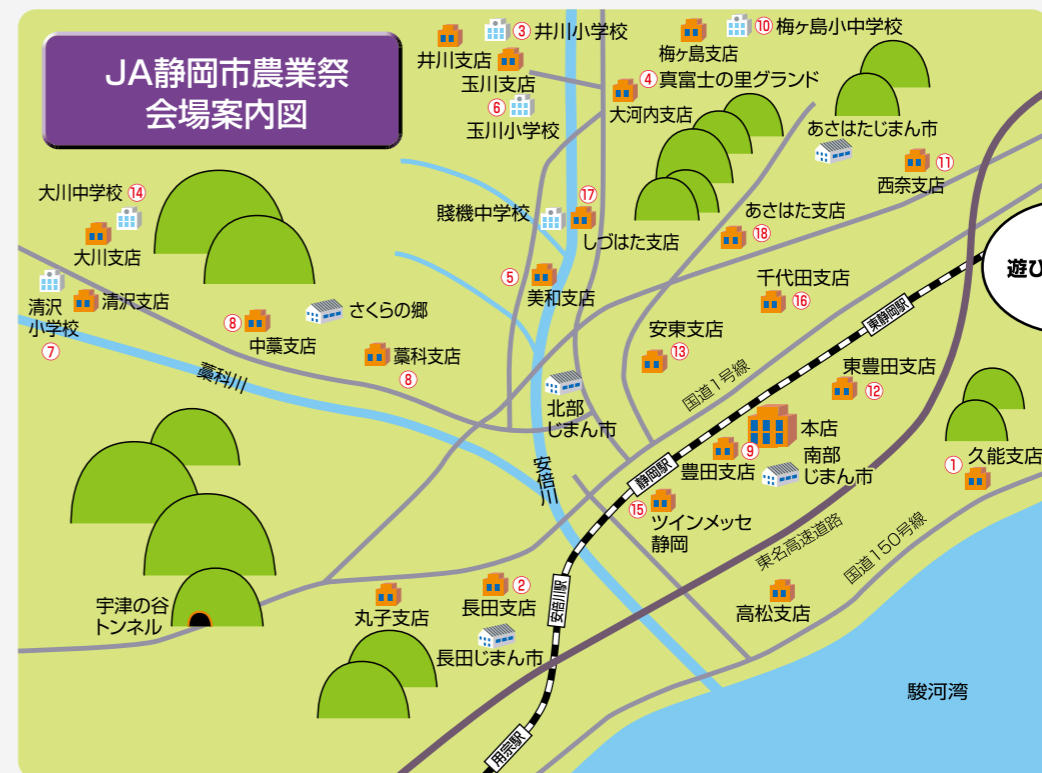 JA静岡市農業祭
会場案内図
井川支店
③ 井川小学校
玉川支店
⑥
玉川小学校
梅ヶ島支店
⑩ 梅ヶ島小中学校
④ 真富士の里グランド
大河内支店
あさはたじまん市
⑪
西奈支店
大川中学校 ⑭
大川支店
賤機中学校
⑰
しづはた支店
あさはた支店
⑱
清沢
小学校
⑦
清沢支店
⑧
中藁支店
さくらの郷
藁科支店
⑧
⑤
美和支店
千代田支店
⑯
安東支店
⑬
東静岡駅
遊び
藁科川
北部
じまん市
国道1号線
東豊田支店
⑫
本店
⑨
豊田支店
南部
じまん市
久能支店
①
安倍川
静岡駅
⑮
ツインメッセ
静岡
東名高速道路
国道150号線
宇津の谷
トンネル
丸子支店
②
長田支店
長田じまん市
安倍川駅
高松支店
用宗駅
駿河湾